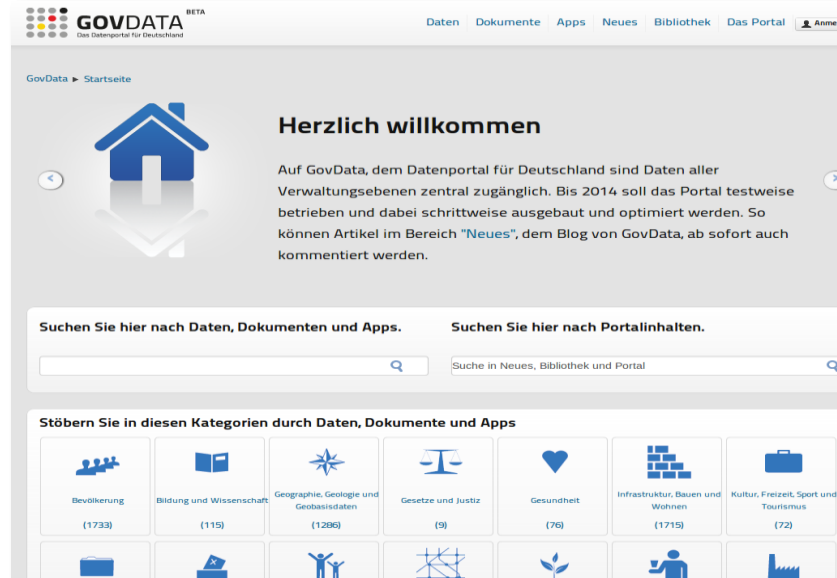 GOVDATA BETA
Das Datenportal für Deutschland
Daten Dokumente Apps Neues Bibliothek Das Portal Anme
GovData ► Startseite
Herzlich willkommen
Auf GovData, dem Datenportal für Deutschland sind Daten aller
Verwaltungsebenen zentral zugänglich. Bis 2014 soll das Portal testweise
betrieben und dabei schrittweise ausgebaut und optimiert werden. So
können Artikel im Bereich "Neues", dem Blog von GovData, ab sofort auch
kommentiert werden.
Suchen Sie hier nach Daten, Dokumenten und Apps. Suchen Sie hier nach Portalinhalten.
Suche in Neues, Bibliothek und Portal
Stöbern Sie in diesen Kategorien durch Daten, Dokumente und Apps
Bevölkerung
(1733)
Bildung und Wissenschaft
(115)
Geographie, Geologie und
Geobasisdaten
(1286)
Gesetze und Justiz
(9)
Gesundheit
(76)
Infrastruktur, Bauen und
Wohnen
(1715)
Kultur, Freizeit, Sport und
Tourismus
(72)